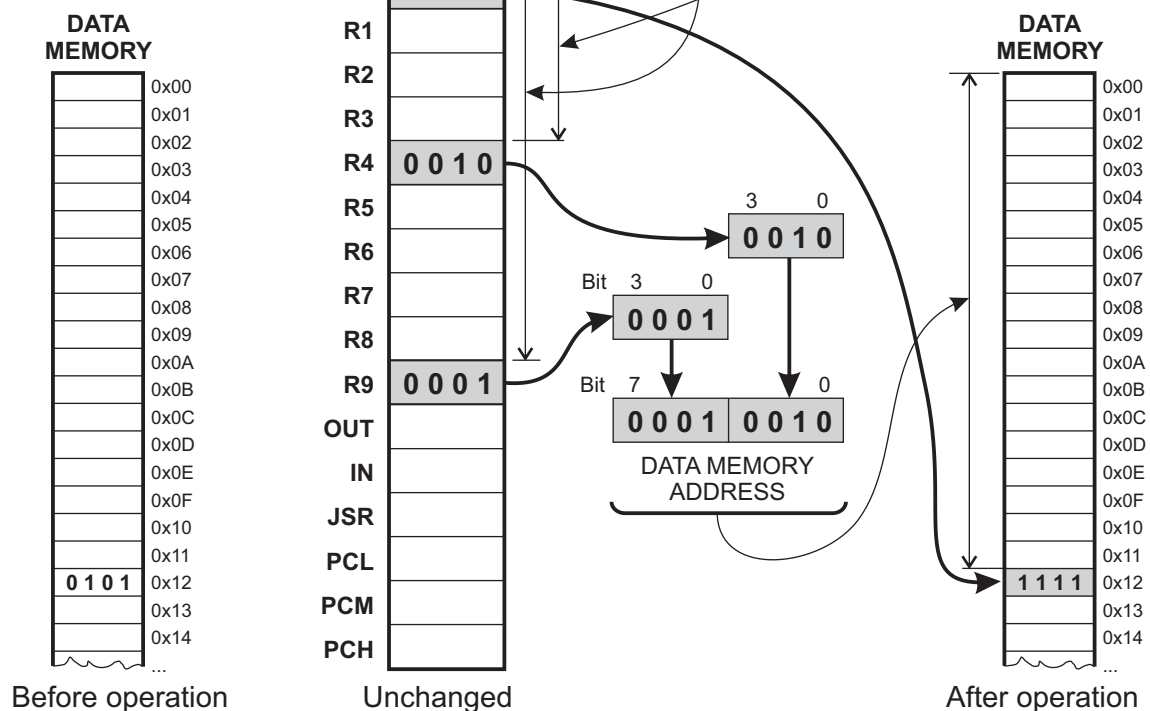 DATA
MEMORY
0x00
0x01
0x02
0x03
0x04
0x05
0x06
0x07
0x08
0x09
0x0A
0x0B
0x0C
0x0D
0x0E
0x0F
0x10
0x11
0 1 0 1 0x12
0x13
0x14
...
Before operation
R1
R2
R3
R4 0 0 1 0
R5
R6
R7
R8
R9 0 0 0 1
OUT
IN
JSR
PCL
PCM
PCH
Unchanged
3 0
0 0 1 0
Bit 3 0
0 0 0 1
Bit 7 0
0 0 0 1 0 0 1 0
DATA MEMORY
ADDRESS
DATA
MEMORY
0x00
0x01
0x02
0x03
0x04
0x05
0x06
0x07
0x08
0x09
0x0A
0x0B
0x0C
0x0D
0x0E
0x0F
0x10
0x11
1 1 1 1 0x12
0x13
0x14
...
After operation